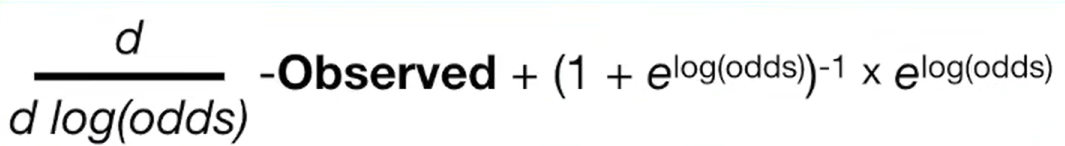 d
d log(odds)
-Observed + (1 + e^log(odds))^-1 x e^log(odds)